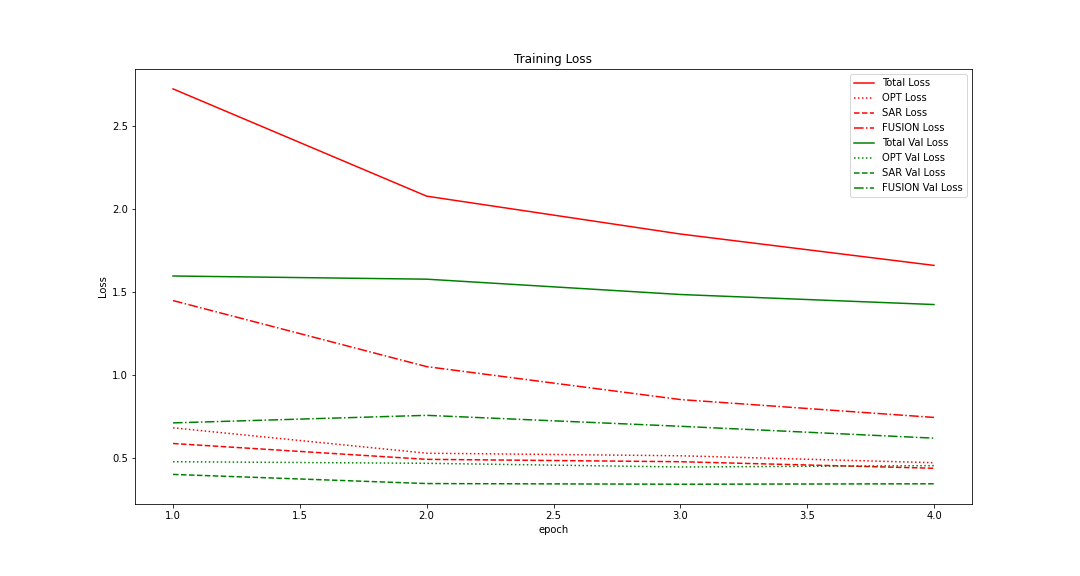 Training Loss
Total Loss
OPT Loss
SAR Loss
FUSION Loss
Total Val Loss
OPT Val Loss
SAR Val Loss
FUSION Val Loss
2.5
2.0
1.5
1.0
0.5
Loss
1.0 1.5 2.0 2.5 3.0 3.5 4.0
epoch